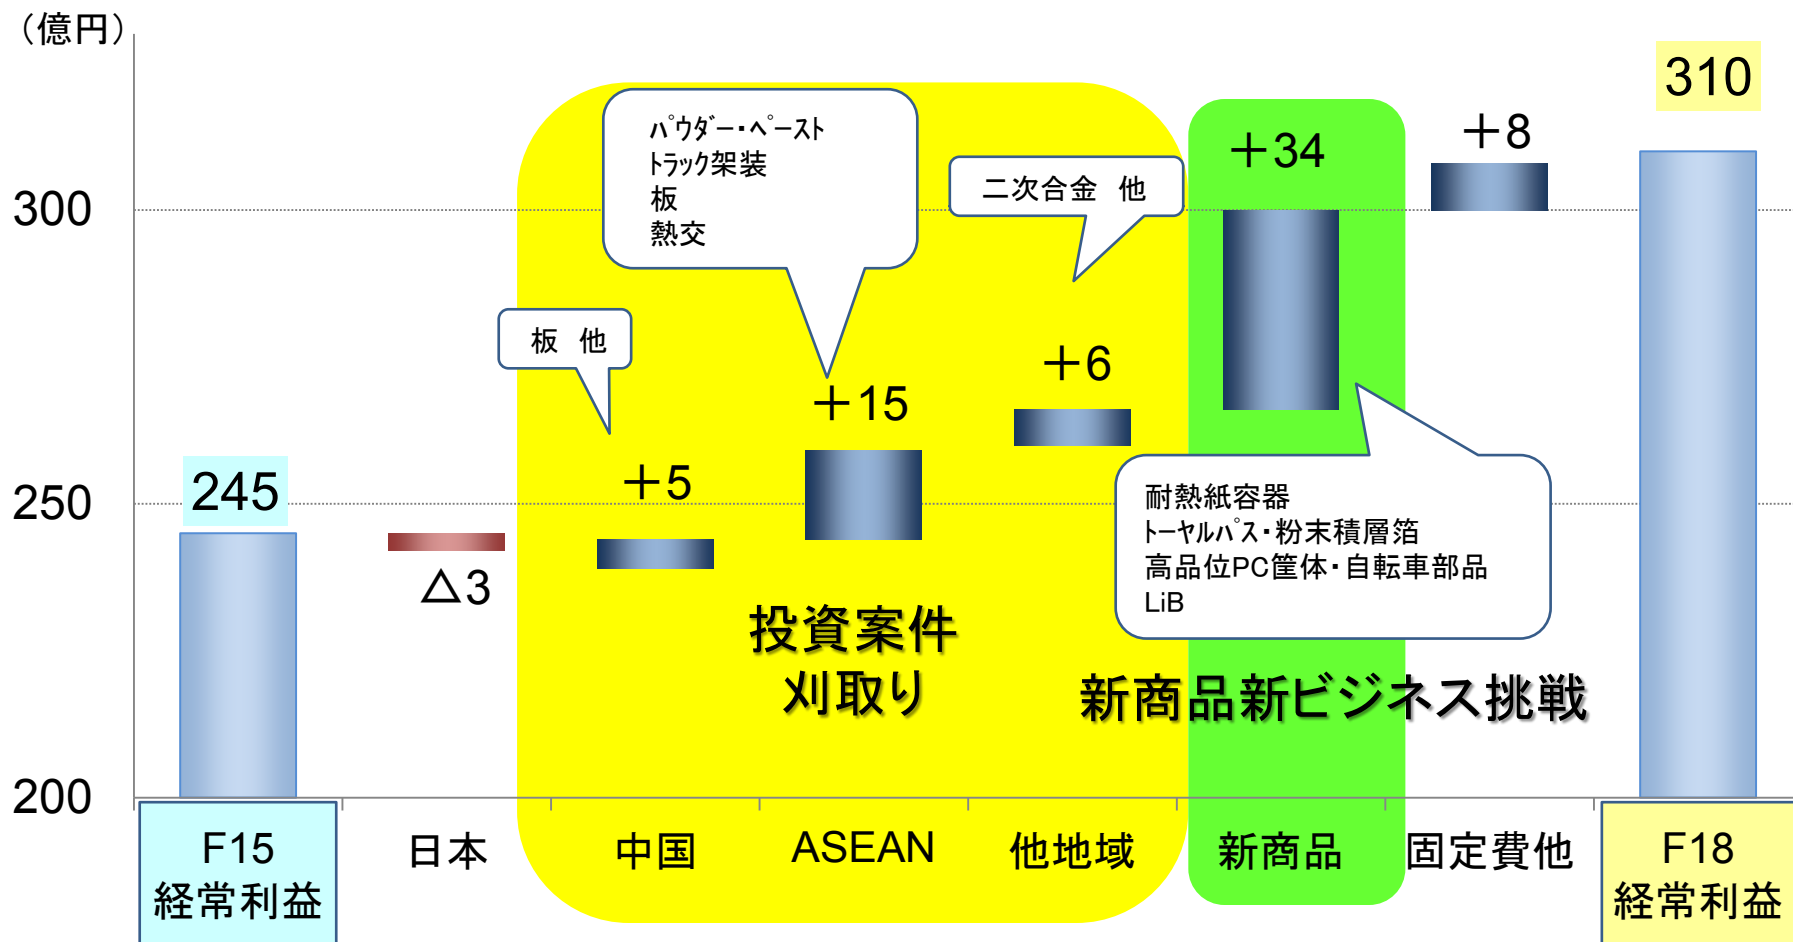 （億円）
310
パウダー・ペースト
トラック架装
板
熱交
＋34
＋8
二次合金　他
300
板　他
＋6
＋15
245
＋5
250
耐熱紙容器
トーヤルパス・粉末積層箔
高品位PC筐体・自転車部品
LiB
△3
投資案件
刈取り
新商品新ビジネス挑戦
200
F15
経常利益
日本
中国
ASEAN
他地域
新商品
固定費他
F18
経常利益